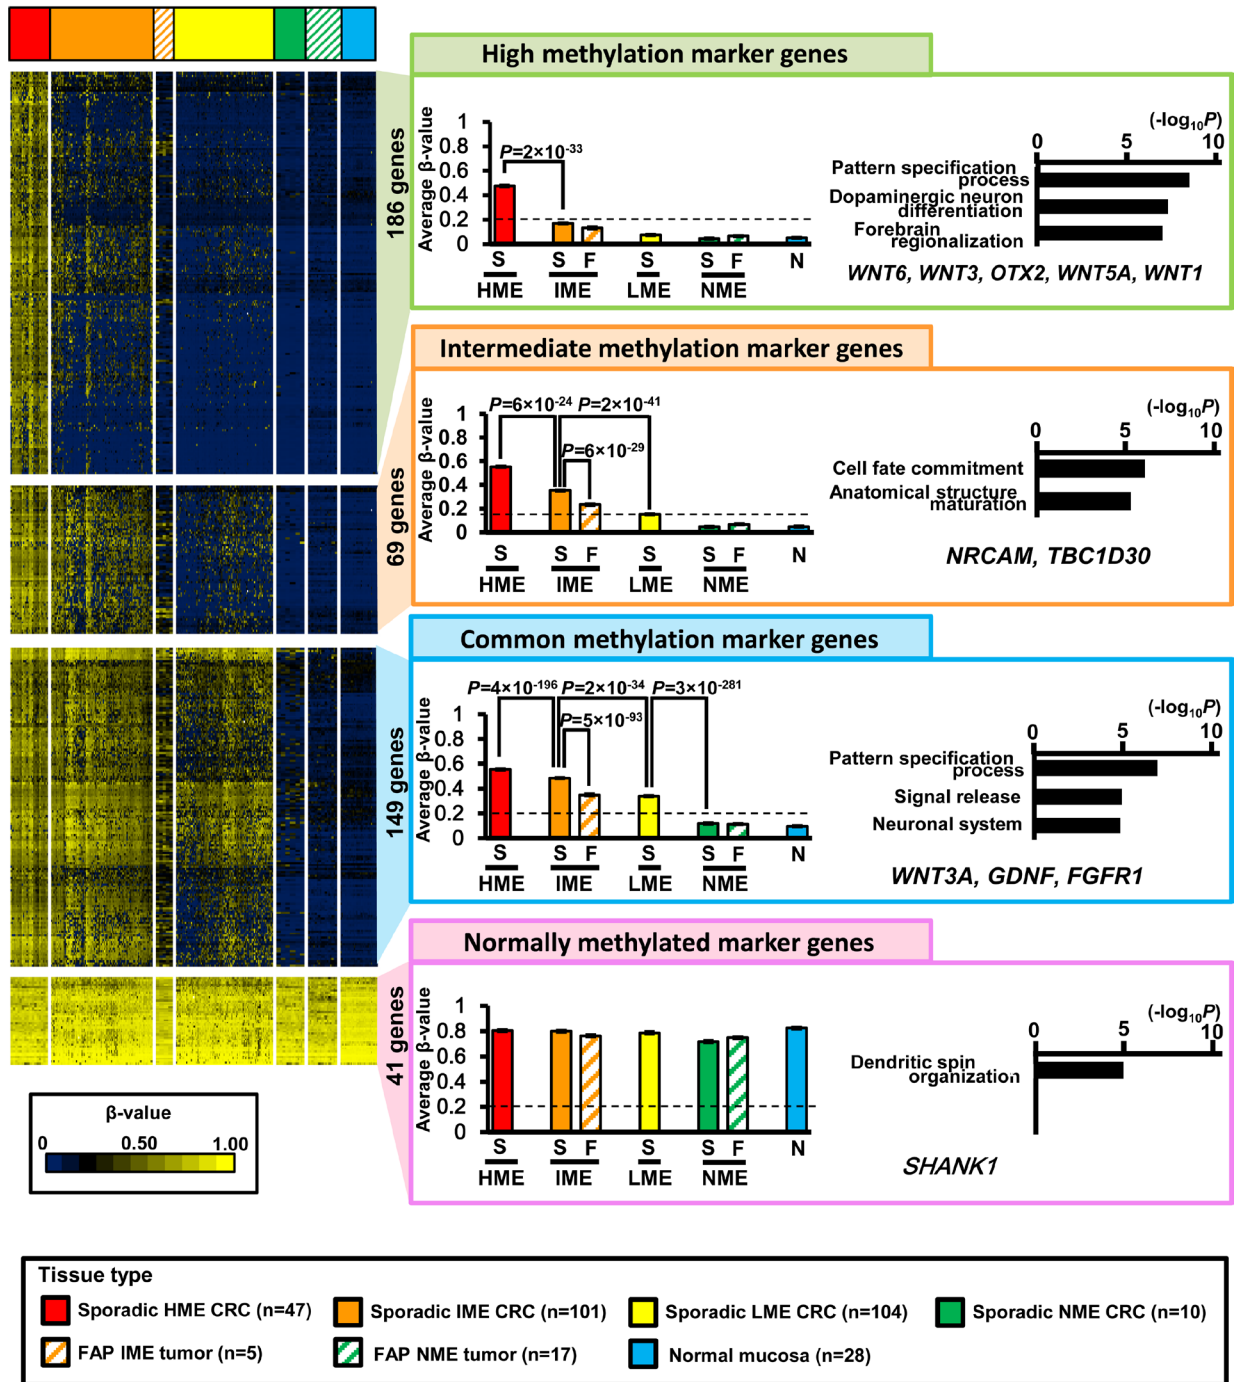 High methylation marker genes
186 genes
Average β-value
1
0.8
0.6
0.4
0.2
0
P=2×10-33
S
S
F
S
S
F
N
HME
IME
LME
NME
(-log10P)
0
5
10
Pattern specification
process
Dopaminergic neuron
differentiation
Forebrain
regionalization
WNT6, WNT3, OTX2, WNT5A, WNT1
Intermediate methylation marker genes
69 genes
Average β-value
1
0.8
0.6
0.4
0.2
0
P=6×10-24
P=2×10-41
P=6×10-29
S
S
F
S
S
F
N
HME
IME
LME
NME
(-log10P)
0
5
10
Cell fate commitment
Anatomical structure
maturation
NRCAM, TBC1D30
Common methylation marker genes
149 genes
Average β-value
1
0.8
0.6
0.4
0.2
0
P=4×10-196
P=2×10-34
P=3×10-281
P=5×10-93
S
S
F
S
S
F
N
HME
IME
LME
NME
(-log10P)
0
5
10
Pattern specification
process
Signal release
Neuronal system
WNT3A, GDNF, FGFR1
Normally methylated marker genes
41 genes
Average β-value
1
0.8
0.6
0.4
0.2
0
S
S
F
S
S
F
N
HME
IME
LME
NME
(-log10P)
0
5
10
Dendritic spin
organization
SHANK1
β-value
0
0.50
1.00
Tissue type
Sporadic HME CRC (n=47)
Sporadic IME CRC (n=101)
Sporadic LME CRC (n=104)
Sporadic NME CRC (n=10)
FAP IME tumor (n=5)
FAP NME tumor (n=17)
Normal mucosa (n=28)